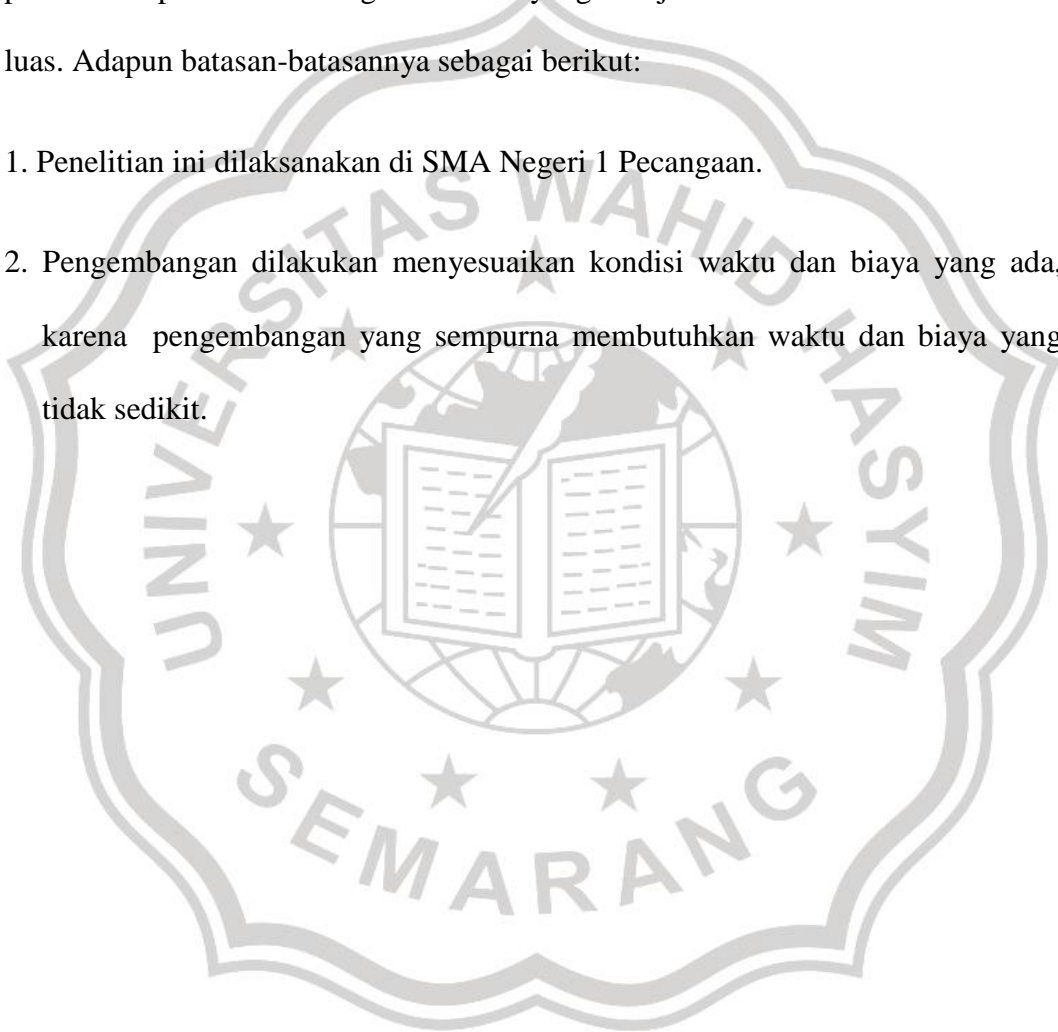 luas. Adapun batasan-batasannya sebagai berikut:
1. Penelitian ini dilaksanakan di SMA Negeri 1 Pecangaan.
2. Pengembangan dilakukan menyesuaikan kondisi waktu dan biaya yang ada,
karena pengembangan yang sempurna membutuhkan waktu dan biaya yang
tidak sedikit.
UNIVERSITAS WAHID HASYIM
SEMARANG